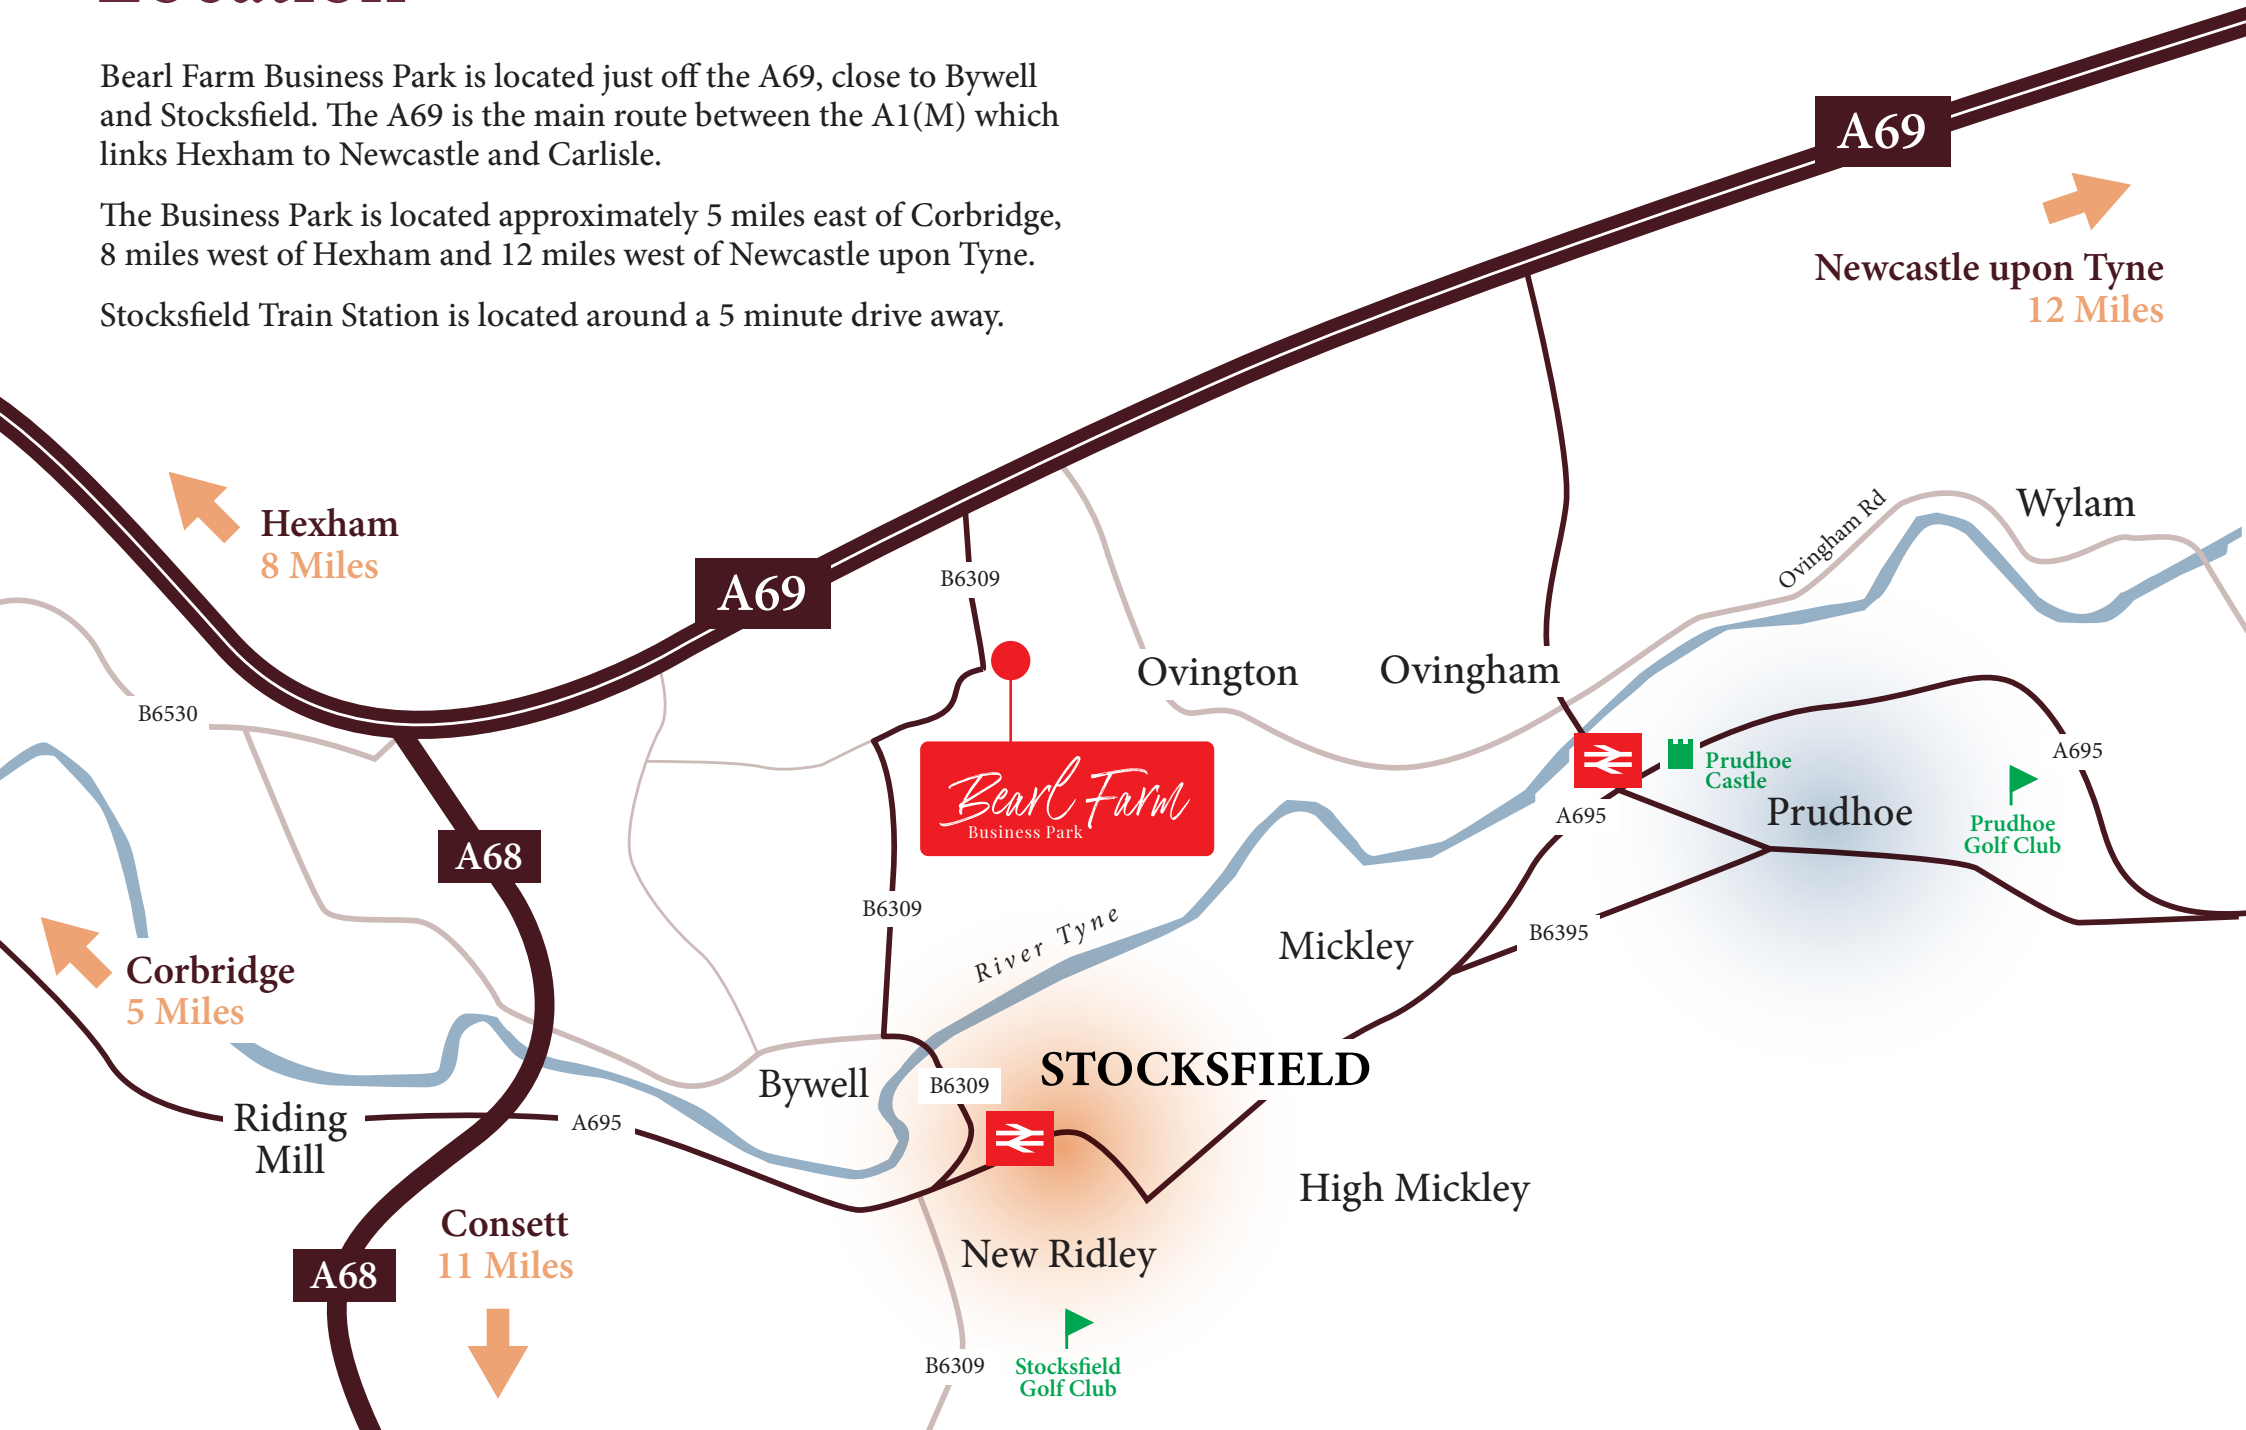 Location
Bearl Farm Business Park is located just off the A69, close to Bywell
and Stocksfield. The A69 is the main route between the A1(M) which
links Hexham to Newcastle and Carlisle.
The Business Park is located approximately 5 miles east of Corbridge,
8 miles west of Hexham and 12 miles west of Newcastle upon Tyne.
Stocksfield Train Station is located around a 5 minute drive away.
A69
Newcastle upon Tyne
12 Miles
Hexham
8 Miles
A69
B6309
Ovingham Rd
Wylam
Ovington
Ovingham
B6530
A695
Prudhoe
Castle
Bearl Farm
Business Park
A695
Prudhoe
Prudhoe
Golf Club
A68
B6309
River Tyne
Mickley
B6395
Corbridge
5 Miles
STOCKSFIELD
Bywell
B6309
Riding
Mill
A695
High Mickley
Consett
11 Miles
New Ridley
A68
B6309
Stocksfield
Golf Club